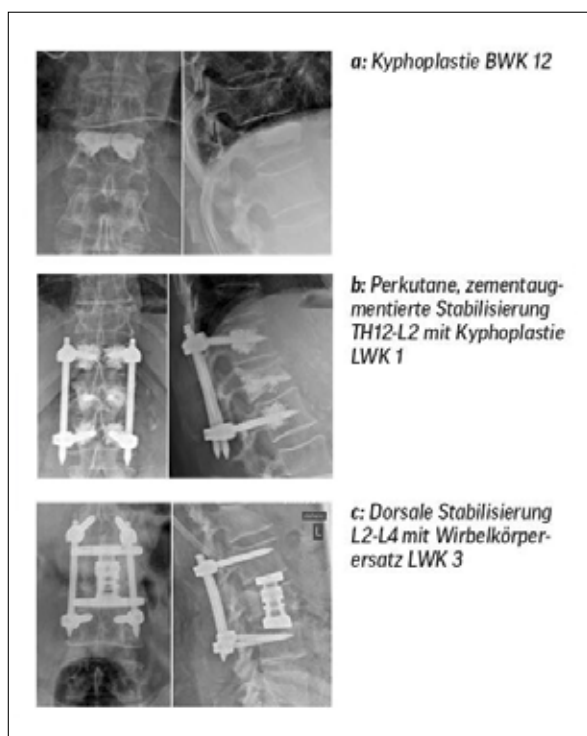 a: Kyphoplastie BWK 12
b: Perkutane, zementaug-
mentierte Stabilisierung
TH12-L2 mit Kyphoplastie
LWK 1
c: Dorsale Stabilisierung
L2-L4 mit Wirbelkörper-
ersatz LWK 3
L